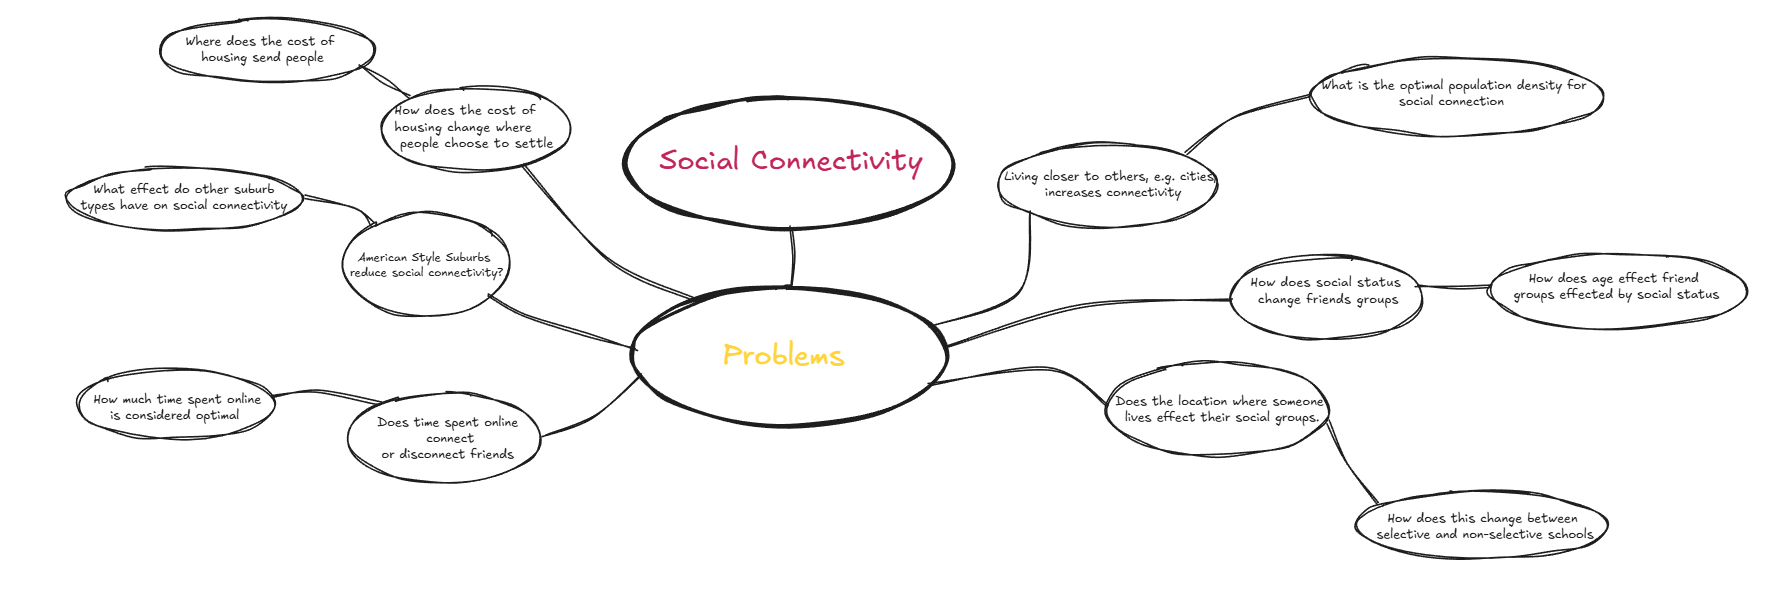 Where does the cost of
housing send people
How does the cost of
housing change where
people choose to settle
What effect do other suburb
types have on social connectivity
American Style Suburbs
reduce social connectivity?
How much time spent online
is considered optimal
Does time spent online
connect
or disconnect friends
Social Connectivity
Problems
What is the optimal population density for
social connection
Living closer to others, e.g. cities,
increases connectivity
How does social status
change friends groups
How does age effect friend
groups effected by social status
Does the location where someone
lives effect their social groups.
How does this change between
selective and non-selective schools